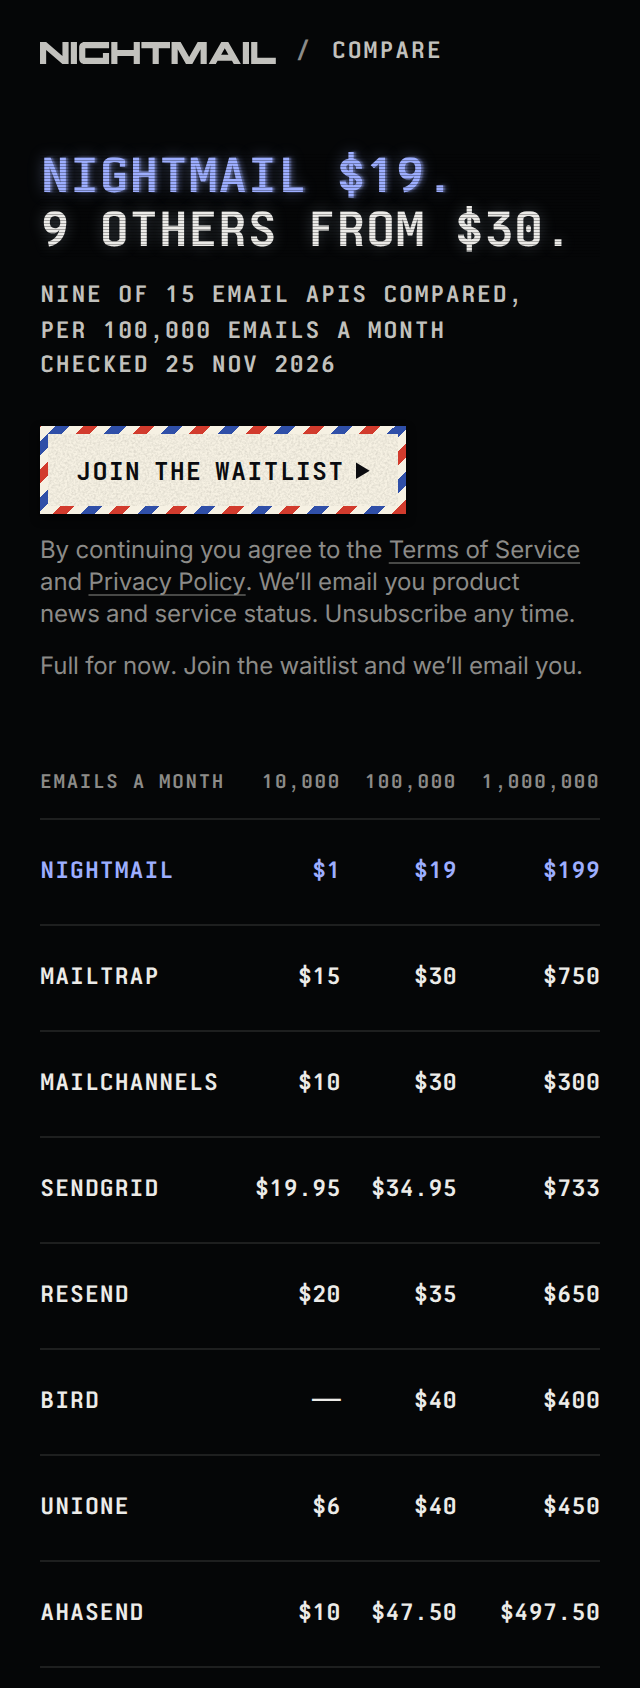 NIGHTMAIL / COMPARE
NIGHTMAIL $19.
9 OTHERS FROM $30.
NINE OF 15 EMAIL APIS COMPARED,
PER 100,000 EMAILS A MONTH
CHECKED 25 NOV 2026
JOIN THE WAITLIST ▶
By continuing you agree to the Terms of Service
and Privacy Policy. We’ll email you product
news and service status. Unsubscribe any time.
Full for now. Join the waitlist and we’ll email you.
EMAILS A MONTH 10,000 100,000 1,000,000
NIGHTMAIL $1 $19 $199
MAILTRAP $15 $30 $750
MAILCHANNELS $10 $30 $300
SENDGRID $19.95 $34.95 $733
RESEND $20 $35 $650
BIRD — $40 $400
UNIONE $6 $40 $450
AHASEND $10 $47.50 $497.50